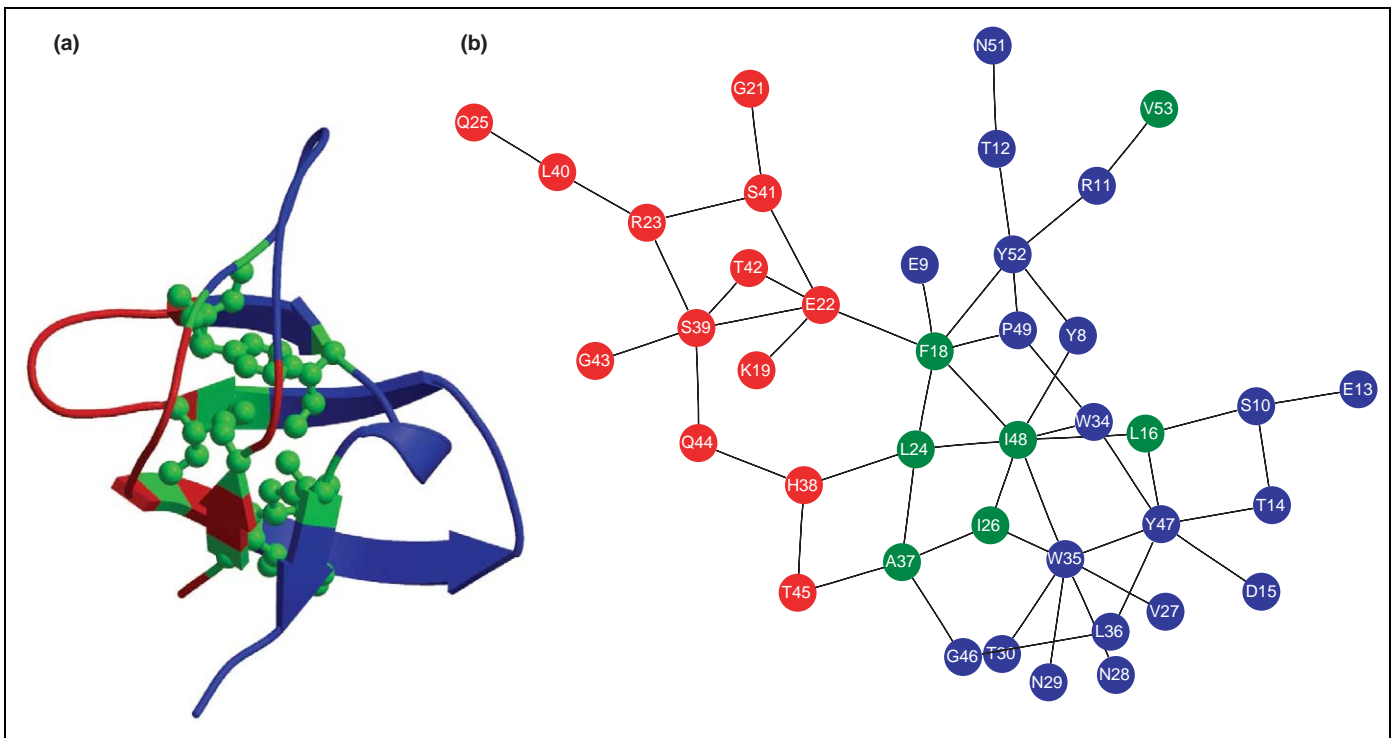 (a)
(b)
N51
G21
V53
Q25
T12
L40
R11
S41
R23
Y52
E9
T42
E22
S39
P49
Y8
F18
G43
K19
E13
S10
W34
L16
I48
Q44
L24
H38
T14
I26
Y47
W35
A37
T45
D15
V27
L36
G46
T30
N28
N29